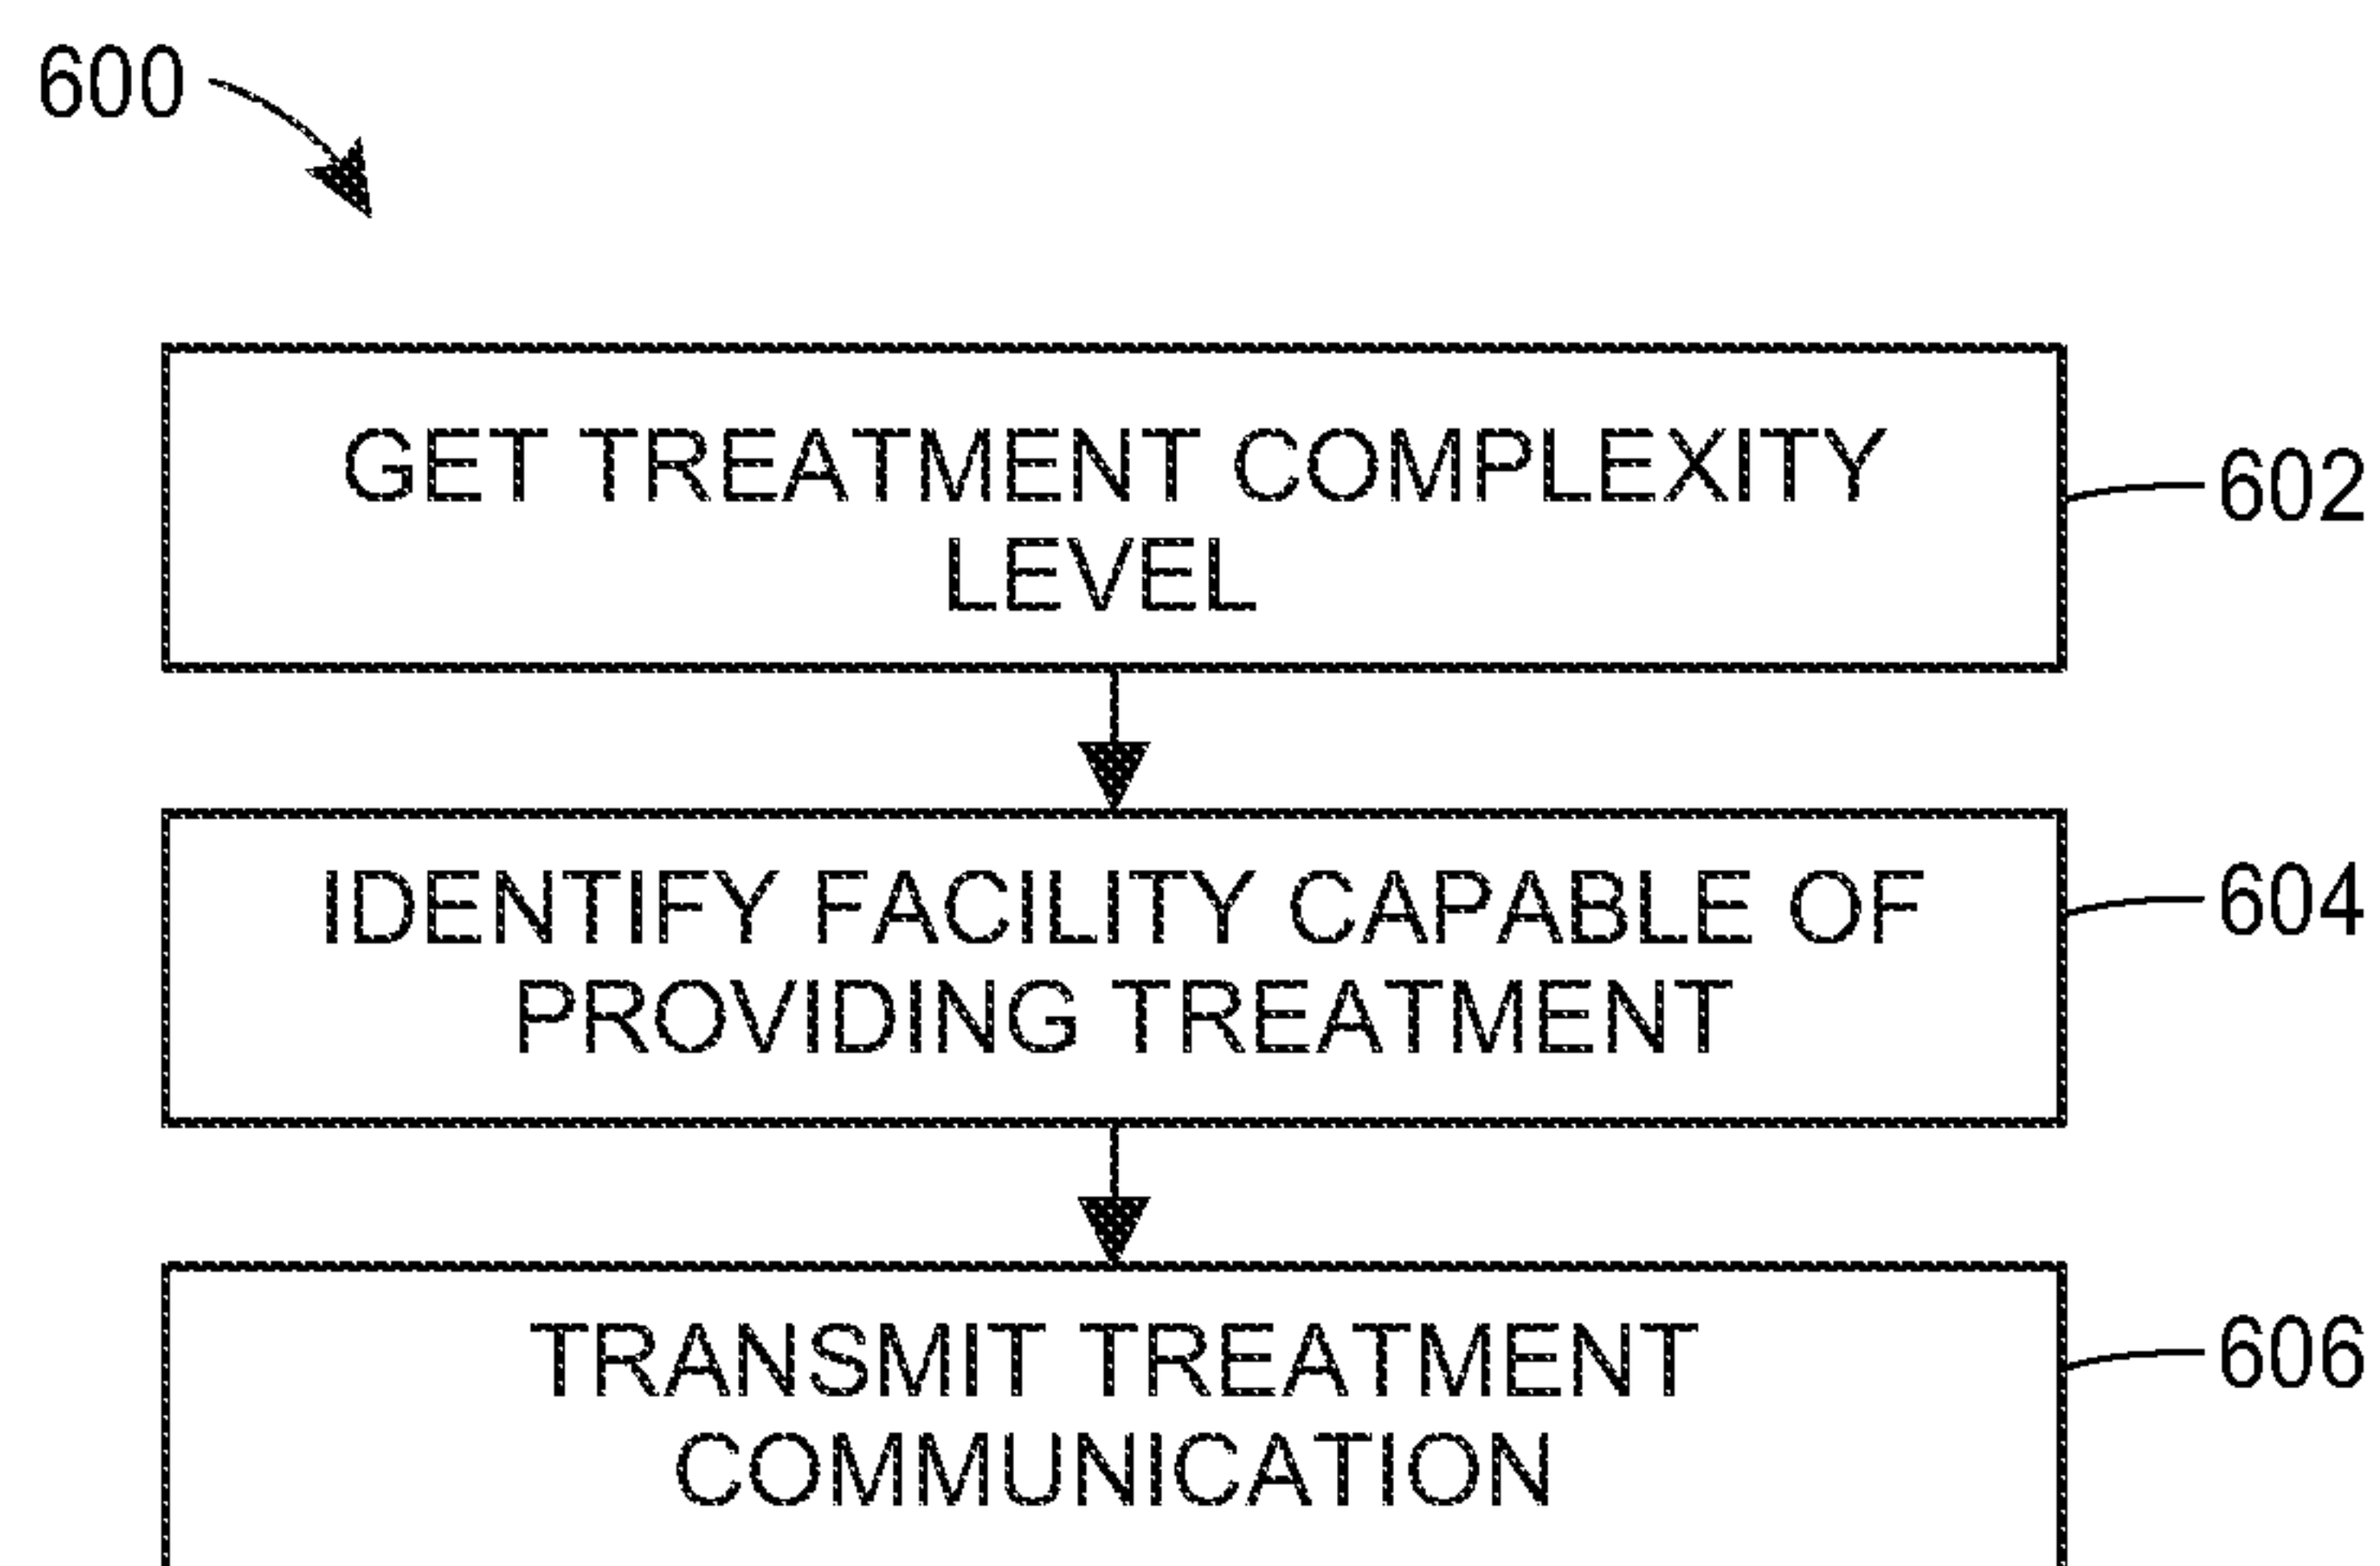 600
GET TREATMENT COMPLEXITY
LEVEL
602
IDENTIFY FACILITY CAPABLE OF
PROVIDING TREATMENT
604
TRANSMIT TREATMENT
COMMUNICATION
606